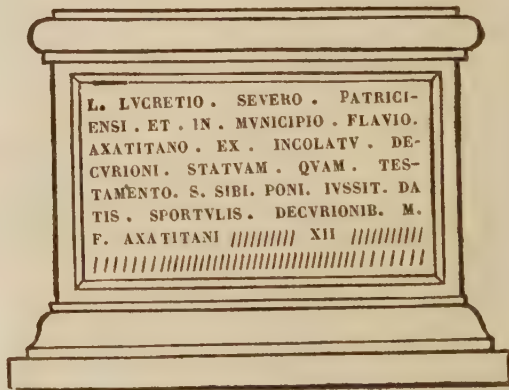 L. LVCRETIO . SEVERO . PATRICI-
ENSI . ET . IN . MVNICIPIO . FLAVIO.
AXATITANO . EX . INCOLATV . DE-
CVRIONI . STATVAM . QVAM . TES-
TAMENTO. S. SIBI. PONI. IVSSIT. DA
TIS . SPORTVLIS . DECVRIONIB. M.
F. AXATITANI ////////// XII //////////